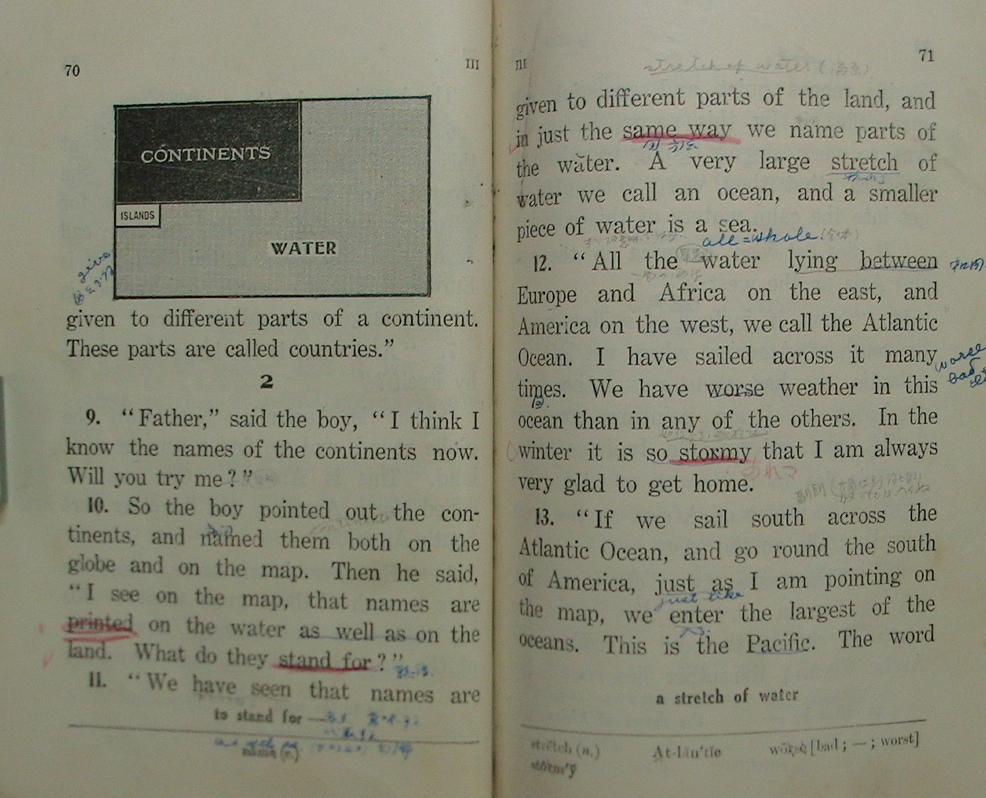 70
III
CONTINENTS
ISLANDS
WATER
give
given to different parts of a continent.
These parts are called countries.”
2
9. “Father,” said the boy, “I think I
know the names of the continents now.
Will you try me?”
10. So the boy pointed out the con-
tinents, and named them both on the
globe and on the map. Then he said,
“I see on the map, that names are
printed on the water as well as on the
land. What do they stand for?”
11. “We have seen that names are
to stand for —
name (v.)
III
71
stretch of water
given to different parts of the land, and
in just the same way we name parts of
the water. A very large stretch of
water we call an ocean, and a smaller
piece of water is a sea.
all = whole
12. “All the water lying between
Europe and Africa on the east, and
America on the west, we call the Atlantic
Ocean. I have sailed across it many
times. We have worse weather in this
worse
bad
ocean than in any of the others. In the
winter it is so stormy that I am always
very glad to get home.
13. “If we sail south across the
Atlantic Ocean, and go round the south
of America, just as I am pointing on
just like
the map, we enter the largest of the
oceans. This is the Pacific. The word
a stretch of water
stretch (n.) At-lăn'tĭc [bad ; — ; worst]
stôrm'y̆